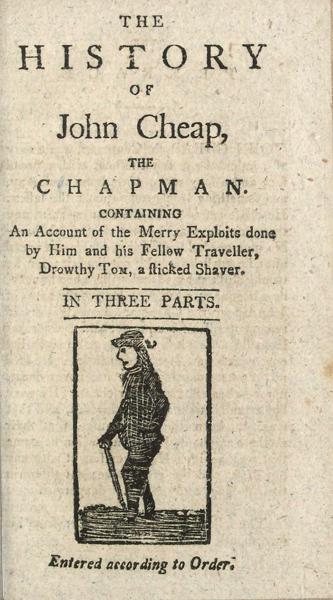 THE
HISTORY
OF
John Cheap,
THE
CHAPMAN.
CONTAINING
An Account of the Merry Exploits done
by Him and his Fellow Traveller,
Drowthy TOM, a sticked Shaver.
IN THREE PARTS.
Entered according to Order.